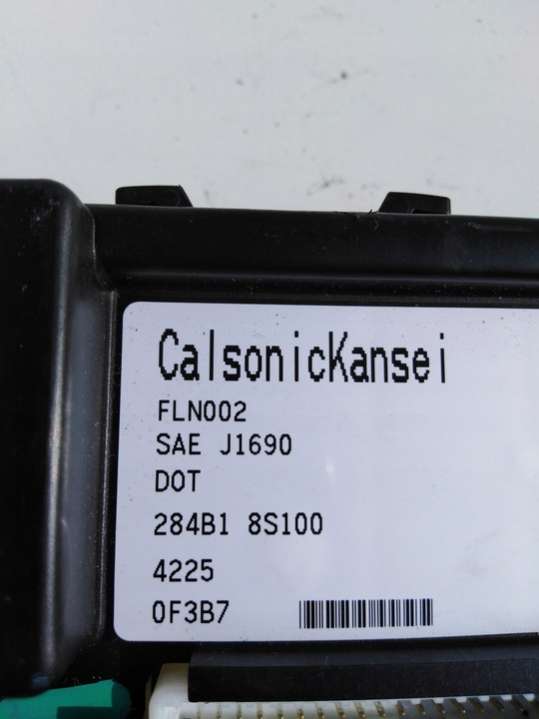 CalsonicKansei
FLN002
SAE J1690
DOT
284B1 8S100
4225
0F3B7